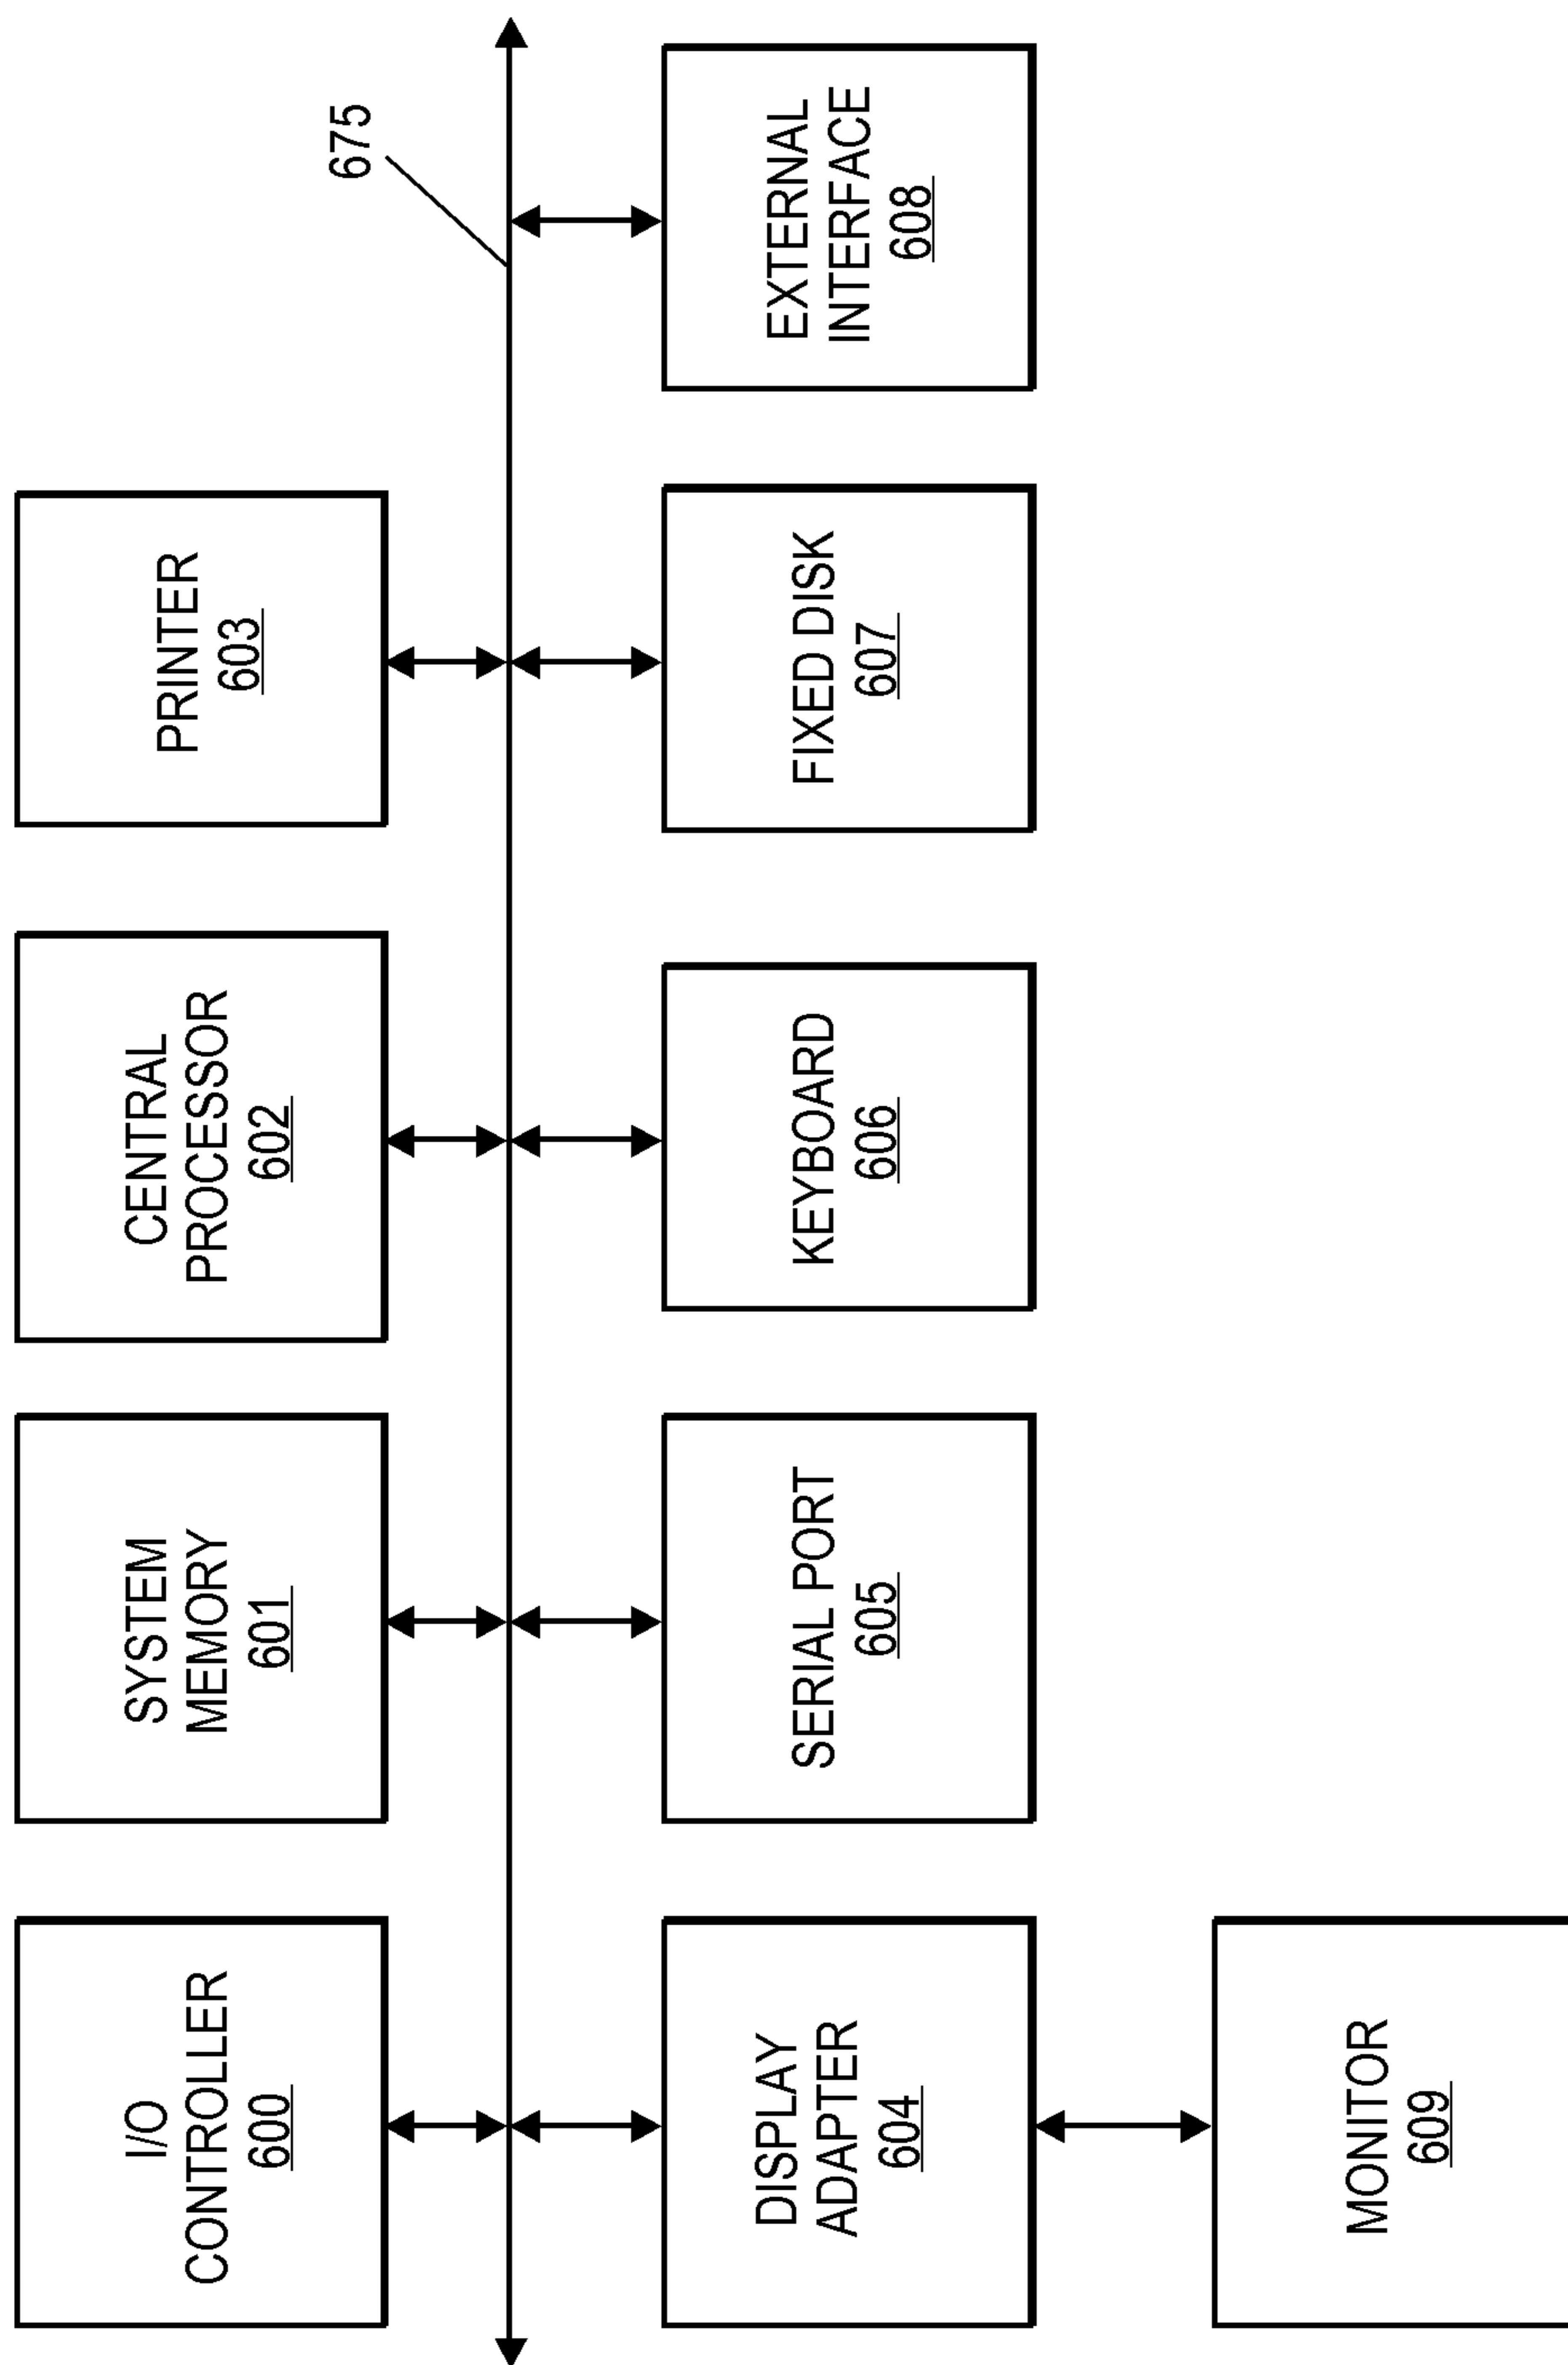 I/O
CONTROLLER
600
SYSTEM
MEMORY
601
CENTRAL
PROCESSOR
602
PRINTER
603
675
DISPLAY
ADAPTER
604
SERIAL PORT
605
KEYBOARD
606
FIXED DISK
607
EXTERNAL
INTERFACE
608
MONITOR
609